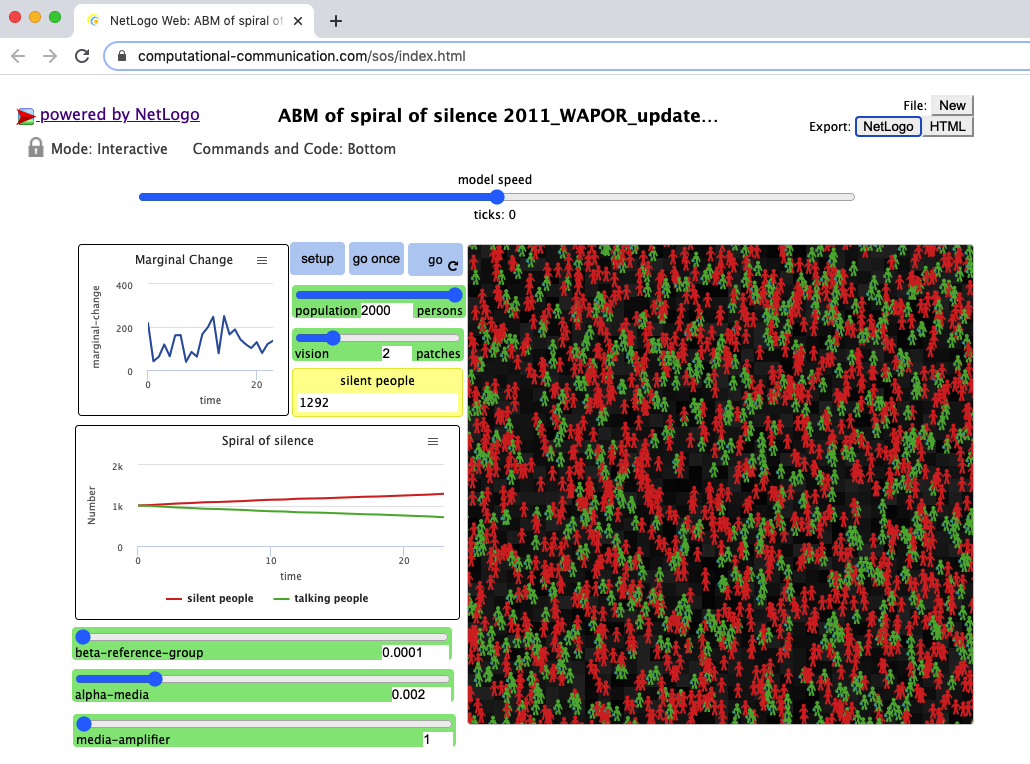 NetLogo Web: ABM of spiral of
computational-communication.com/sos/index.html
powered by NetLogo
ABM of spiral of silence 2011_WAPOR_update...
File: New
Export: NetLogo HTML
Mode: Interactive Commands and Code: Bottom
model speed
ticks: 0
Marginal Change
marginal-change
400
200
0
0 20
time
setup go once go
population 2000 persons
vision 2 patches
silent people
1292
Spiral of silence
Number
2k
1k
0
0 10 20
time
silent people talking people
beta-reference-group 0.0001
alpha-media 0.002
media-amplifier 1